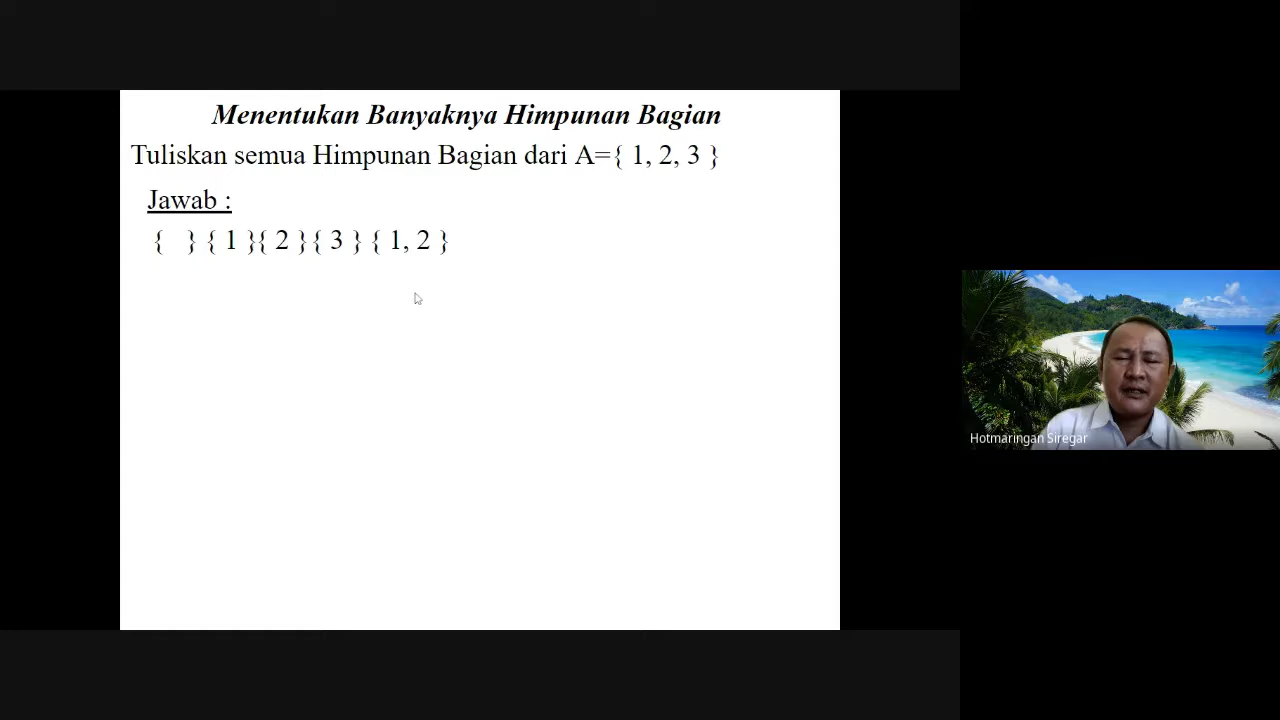 Menentukan Banyaknya Himpunan Bagian
Tuliskan semua Himpunan Bagian dari A={ 1, 2, 3 }
Jawab :
{   } { 1 }{ 2 }{ 3 } { 1, 2 }
Hotmaringan Siregar